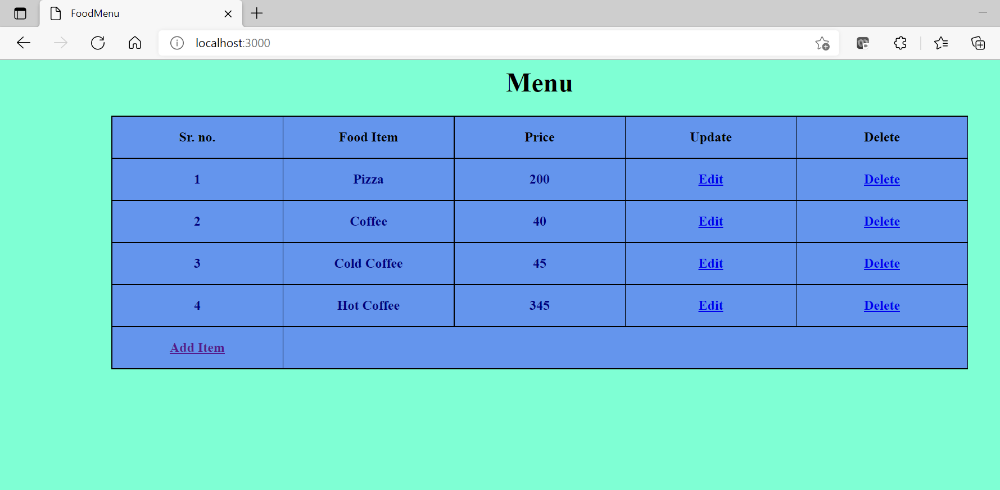 FoodMenu
localhost:3000
Menu
Sr. no. Food Item Price Update Delete
1 Pizza 200 Edit Delete
2 Coffee 40 Edit Delete
3 Cold Coffee 45 Edit Delete
4 Hot Coffee 345 Edit Delete
Add Item